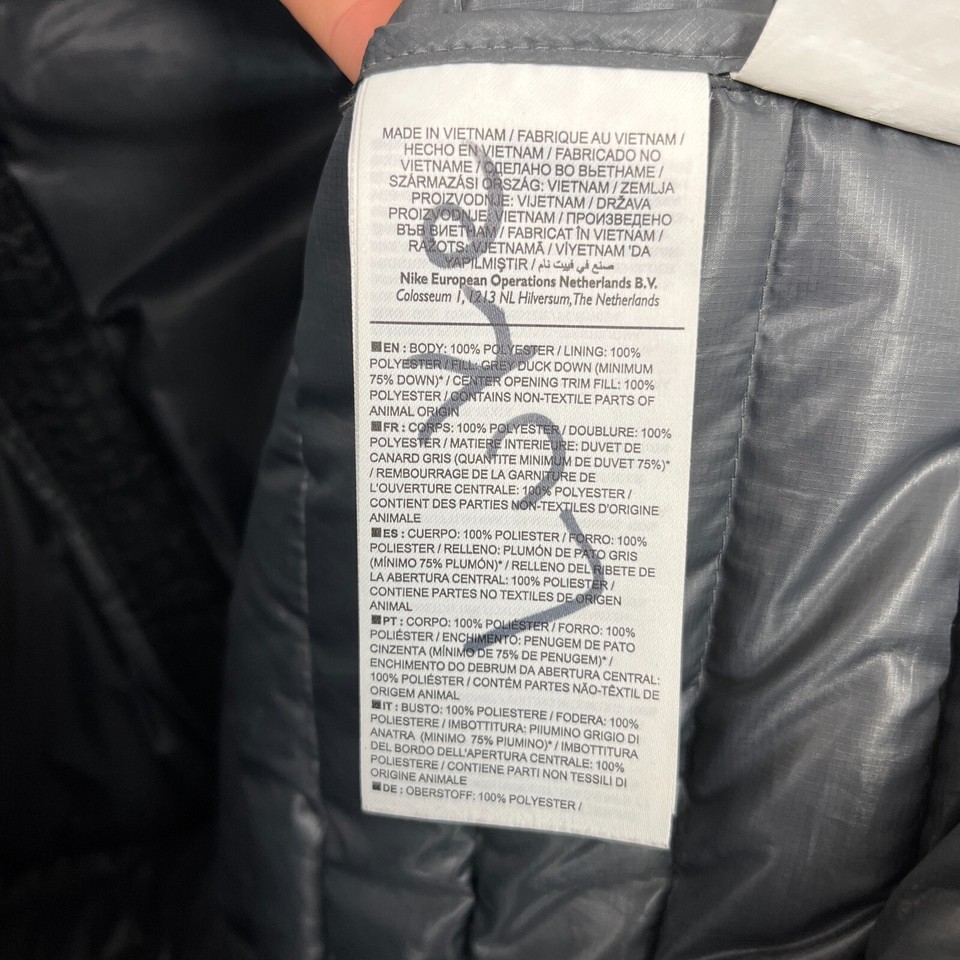 MADE IN VIETNAM / FABRIQUE AU VIETNAM /
HECHO EN VIETNAM / FABRICADO NO
VIETNAME / СДЕЛАНО ВО ВЬЕТНАМЕ /
SZÁRMAZÁSI ORSZÁG: VIETNAM / ZEMLJA
PROIZVODNJE: VIJETNAM / DRŽAVA
PROIZVODNJE: VIETNAM / ПРОИЗВЕДЕНО
ВЪВ ВИЕТНАМ / FABRICAT ÎN VIETNAM /
RAŽOTS: VJETNAMĀ / VİYETNAM 'DA
YAPILMIŞTIR / صنع في فييت نام
Nike European Operations Netherlands B.V.
Colosseum 1, 1213 NL Hilversum, The Netherlands
EN : BODY: 100% POLYESTER / LINING: 100%
POLYESTER / FILL: GREY DUCK DOWN (MINIMUM
75% DOWN)* / CENTER OPENING TRIM FILL: 100%
POLYESTER / CONTAINS NON-TEXTILE PARTS OF
ANIMAL ORIGIN
FR : CORPS: 100% POLYESTER / DOUBLURE: 100%
POLYESTER / MATIERE INTERIEURE: DUVET DE
CANARD GRIS (QUANTITE MINIMUM DE DUVET 75%)*
/ REMBOURRAGE DE LA GARNITURE DE
L'OUVERTURE CENTRALE: 100% POLYESTER /
CONTIENT DES PARTIES NON-TEXTILES D'ORIGINE
ANIMALE
ES : CUERPO: 100% POLIESTER / FORRO: 100%
POLIESTER / RELLENO: PLUMÓN DE PATO GRIS
(MÍNIMO 75% PLUMÓN)* / RELLENO DEL RIBETE DE
LA ABERTURA CENTRAL: 100% POLIESTER /
CONTIENE PARTES NO TEXTILES DE ORIGEN
ANIMAL
PT : CORPO: 100% POLIÉSTER / FORRO: 100%
POLIÉSTER / ENCHIMENTO: PENUGEM DE PATO
CINZENTA (MÍNIMO DE 75% DE PENUGEM)* /
ENCHIMENTO DO DEBRUM DA ABERTURA CENTRAL:
100% POLIÉSTER / CONTÉM PARTES NÃO-TÊXTIL DE
ORIGEM ANIMAL
IT : BUSTO: 100% POLIESTERE / FODERA: 100%
POLIESTERE / IMBOTTITURA: PIIUMINO GRIGIO DI
ANATRA (MINIMO 75% PIUMINO)* / IMBOTTITURA
DEL BORDO DELL'APERTURA CENTRALE: 100%
POLIESTERE / CONTIENE PARTI NON TESSILI DI
ORIGINE ANIMALE
DE : OBERSTOFF: 100% POLYESTER /